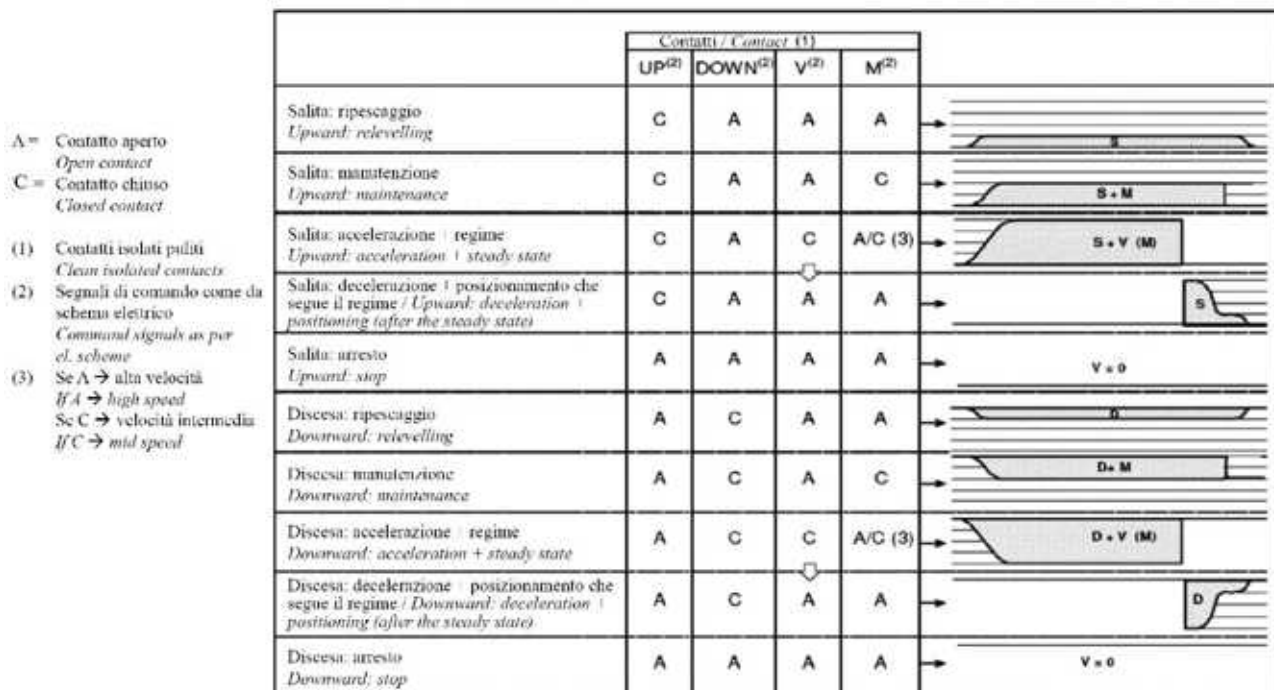 Contatti / Contact (1)
UP(2) DOWN(2) V(2) M(2)
Salita: ripescaggio
Upward: relevelling
C A A A
S
Salita: manutenzione
Upward: maintenance
C A A C
S + M
Salita: accelerazione + regime
Upward: acceleration + steady state
C A C A/C (3)
S + V (M)
Salita: decelerazione + posizionamento che
segue il regime / Upward: deceleration +
positioning (after the steady state)
C A A A
S
Salita: arresto
Upward: stop
A A A A
V = 0
Discesa: ripescaggio
Downward: relevelling
A C A A
D
Discesa: manutenzione
Downward: maintenance
A C A C
D+ M
Discesa: accelerazione + regime
Downward: acceleration + steady state
A C C A/C (3)
D + V (M)
Discesa: decelerazione + posizionamento che
segue il regime / Downward: deceleration +
positioning (after the steady state)
A C A A
D
Discesa: arresto
Downward: stop
A A A A
V = 0
A = Contatto aperto
Open contact
C = Contatto chiuso
Closed contact
(1) Contatti isolati puliti
Clean isolated contacts
(2) Segnali di comando come da
schema elettrico
Command signals as per
el. scheme
(3) Se A → alta velocità
If A → high speed
Se C → velocità intermedia
If C → mid speed